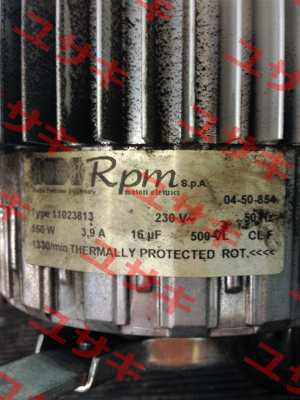 ユサキ
Rpm S.p.A.
motori elettrici
04-50-854
Type 11023813 230 V~ 50 Hz
550 W 3,9 A 16 µF 500 VL CL F
1330/min THERMALLY PROTECTED ROT.<<<<